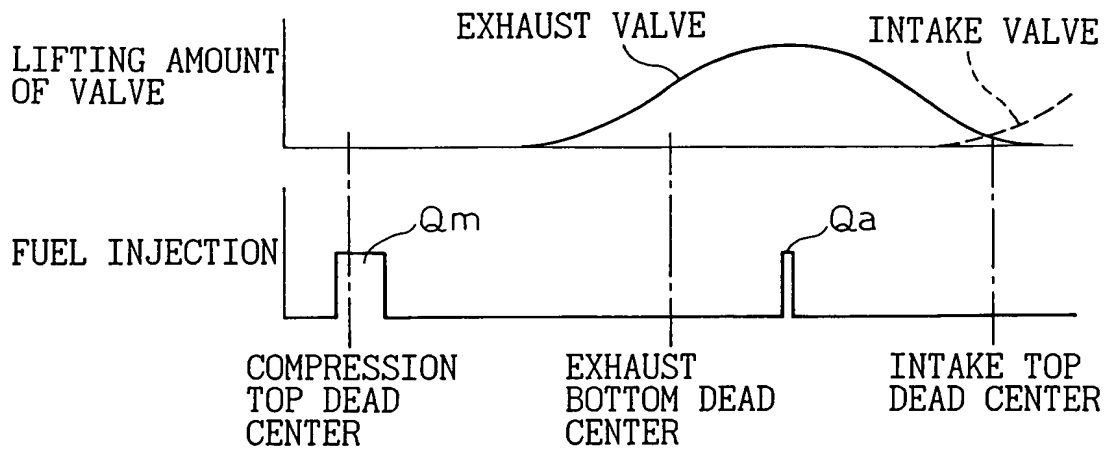 EXHAUST VALVE
INTAKE VALVE
LIFTING AMOUNT
OF VALVE
Qm
Qa
FUEL INJECTION
COMPRESSION
TOP DEAD
CENTER
EXHAUST
BOTTOM DEAD
CENTER
INTAKE TOP
DEAD CENTER